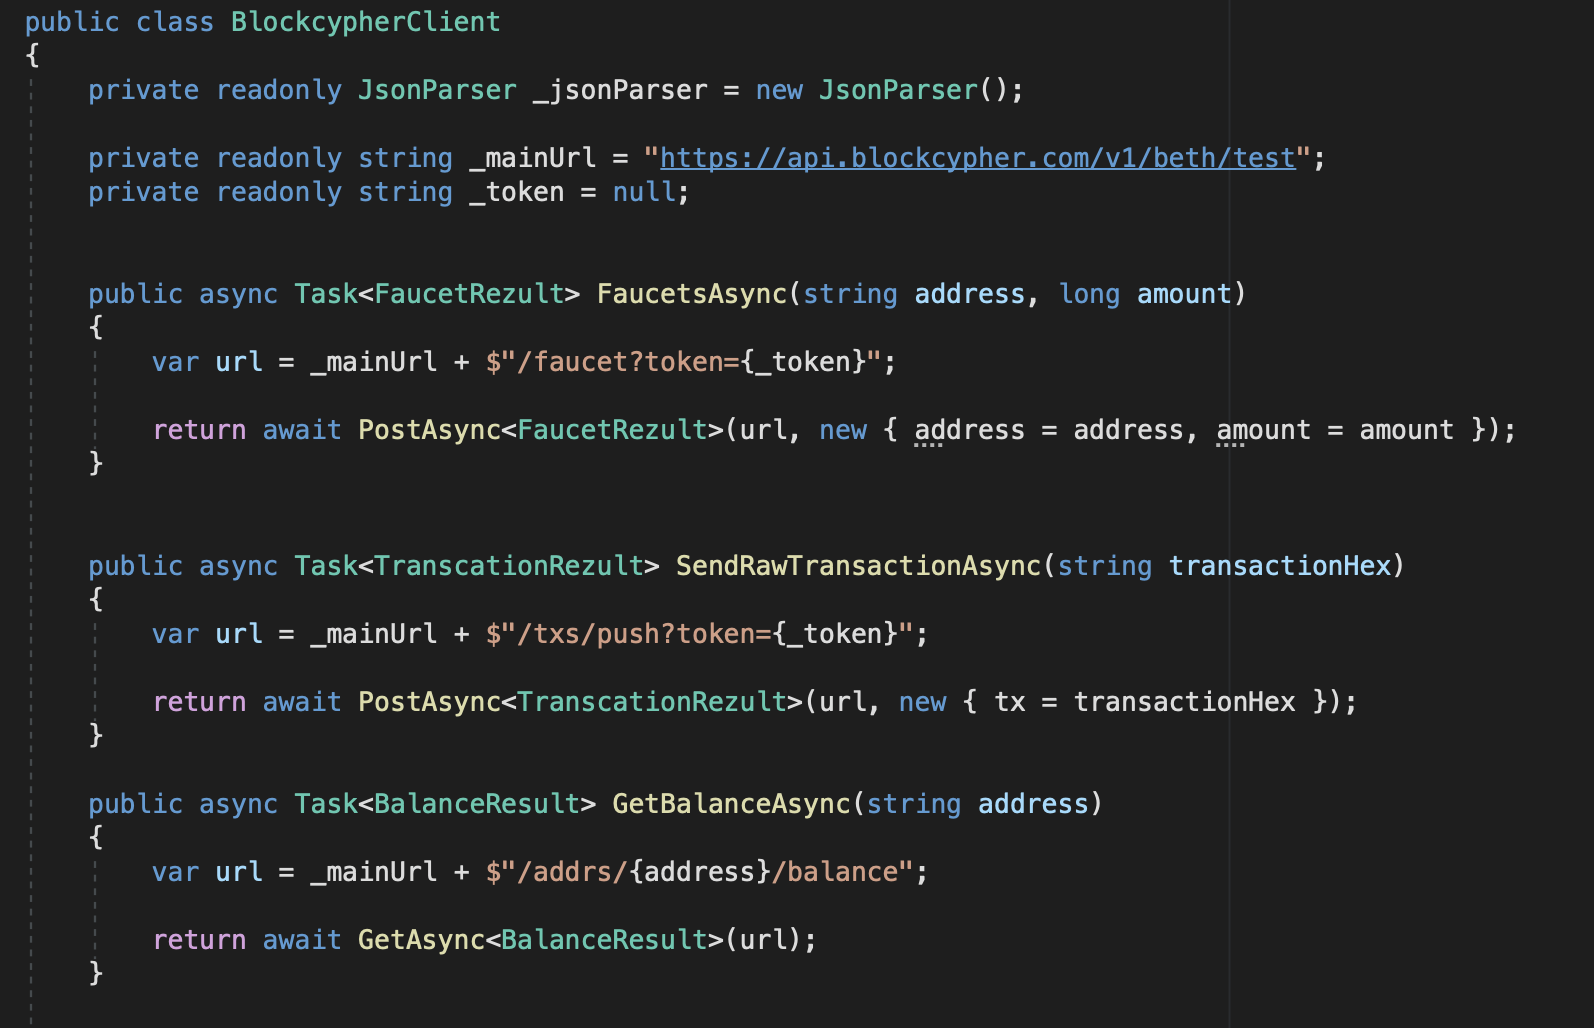 public class BlockcypherClient
{
private readonly JsonParser _jsonParser = new JsonParser();
private readonly string _mainUrl = "https://api.blockcypher.com/v1/beth/test";
private readonly string _token = null;
public async Task<FaucetRezult> FaucetsAsync(string address, long amount)
{
var url = _mainUrl + $"/faucet?token={_token}";
return await PostAsync<FaucetRezult>(url, new { address = address, amount = amount });
}
public async Task<TranscationRezult> SendRawTransactionAsync(string transactionHex)
{
var url = _mainUrl + $"/txs/push?token={_token}";
return await PostAsync<TranscationRezult>(url, new { tx = transactionHex });
}
public async Task<BalanceResult> GetBalanceAsync(string address)
{
var url = _mainUrl + $"/addrs/{address}/balance";
return await GetAsync<BalanceResult>(url);
}